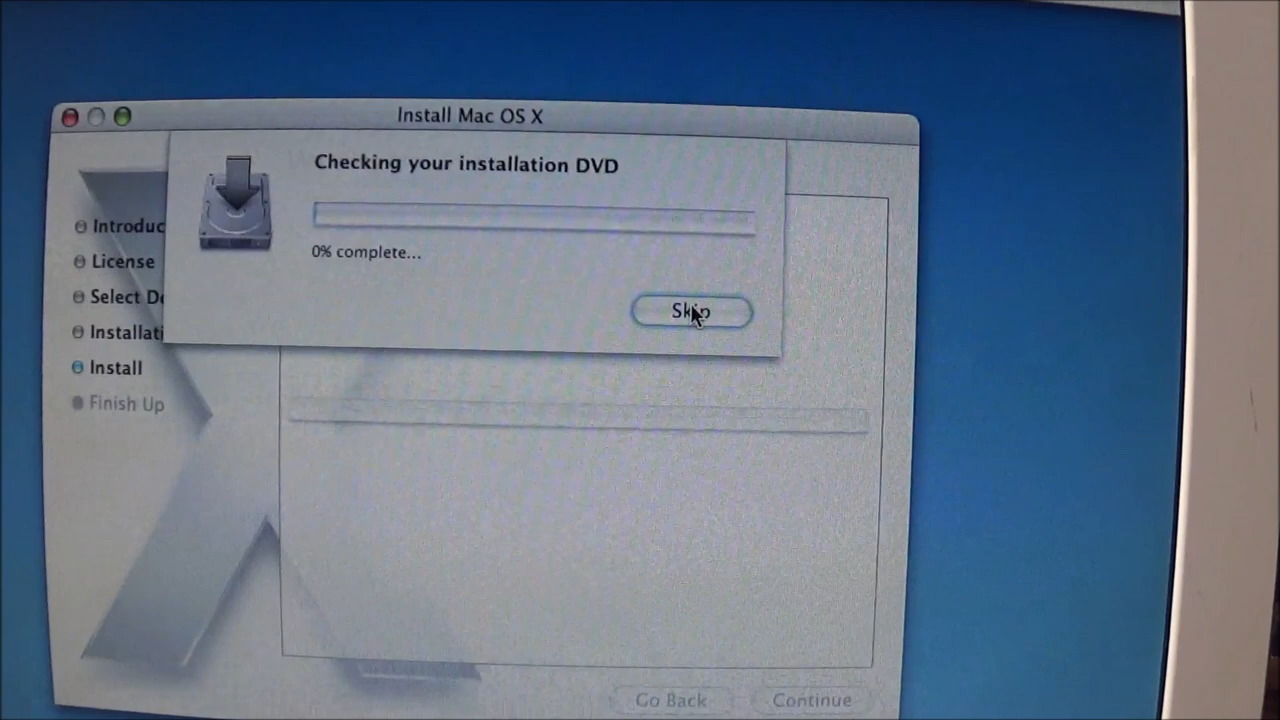 Install Mac OS X
Checking your installation DVD
0% complete...
Skip
Introduc
License
Select De
Installati
Install
Finish Up
Go Back
Continue